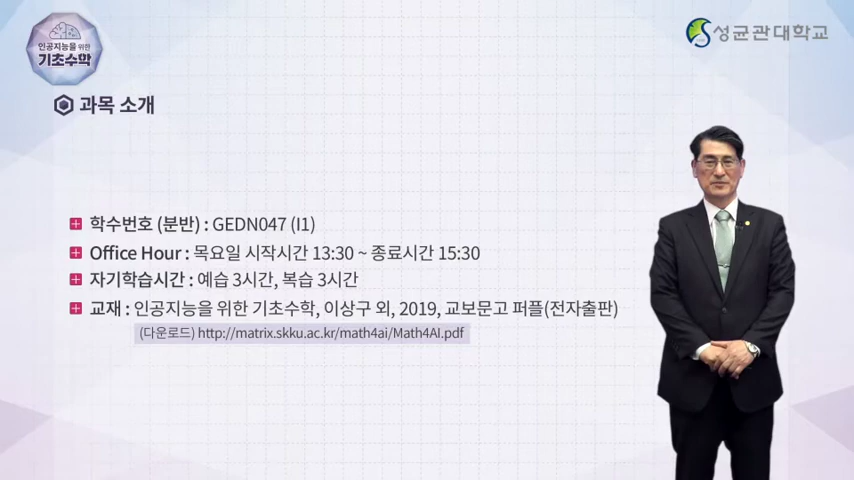 인공지능을 위한
기초수학
성균관대학교
과목 소개
학수번호 (분반) : GEDN047 (I1)
Office Hour : 목요일 시작시간 13:30 ~ 종료시간 15:30
자기학습시간 : 예습 3시간, 복습 3시간
교재 : 인공지능을 위한 기초수학, 이상구 외, 2019, 교보문고 퍼플(전자출판)
(다운로드) http://matrix.skku.ac.kr/math4ai/Math4AI.pdf